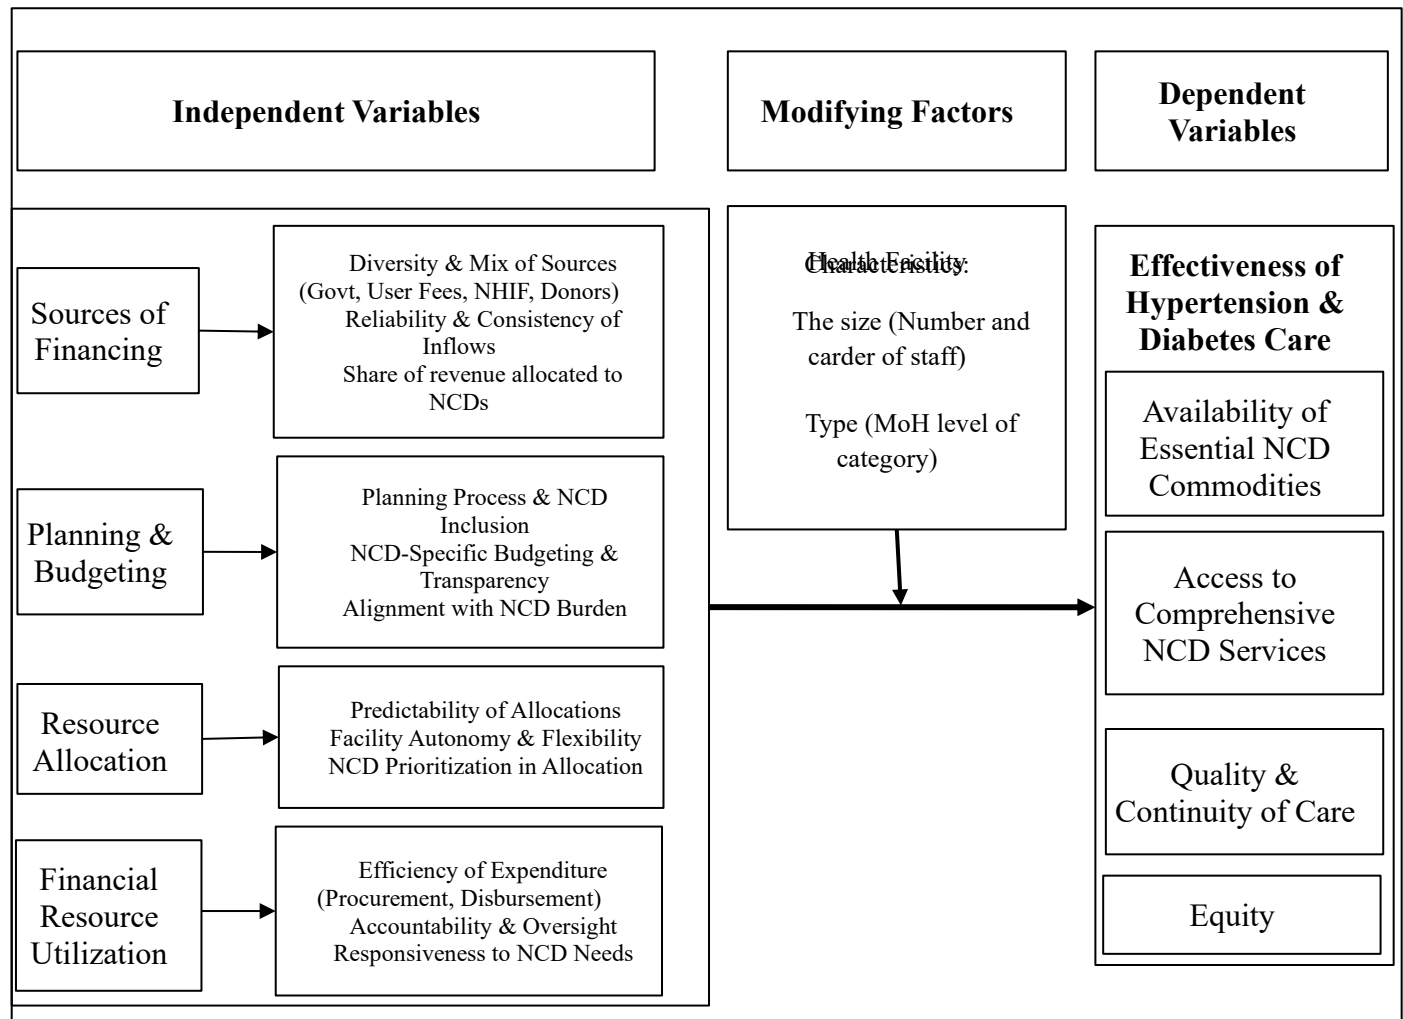 Independent Variables
Modifying Factors
Dependent
Variables
Sources of
Financing
Diversity & Mix of Sources
(Govt, User Fees, NHIF, Donors)
Reliability & Consistency of
Inflows
Share of revenue allocated to
NCDs
Planning &
Budgeting
Planning Process & NCD
Inclusion
NCD-Specific Budgeting &
Transparency
Alignment with NCD Burden
Resource
Allocation
Predictability of Allocations
Facility Autonomy & Flexibility
NCD Prioritization in Allocation
Financial
Resource
Utilization
Efficiency of Expenditure
(Procurement, Disbursement)
Accountability & Oversight
Responsiveness to NCD Needs
Health Facility
Characteristics:
The size (Number and
carder of staff)
Type (MoH level of
category)
Effectiveness of
Hypertension &
Diabetes Care
Availability of
Essential NCD
Commodities
Access to
Comprehensive
NCD Services
Quality &
Continuity of Care
Equity